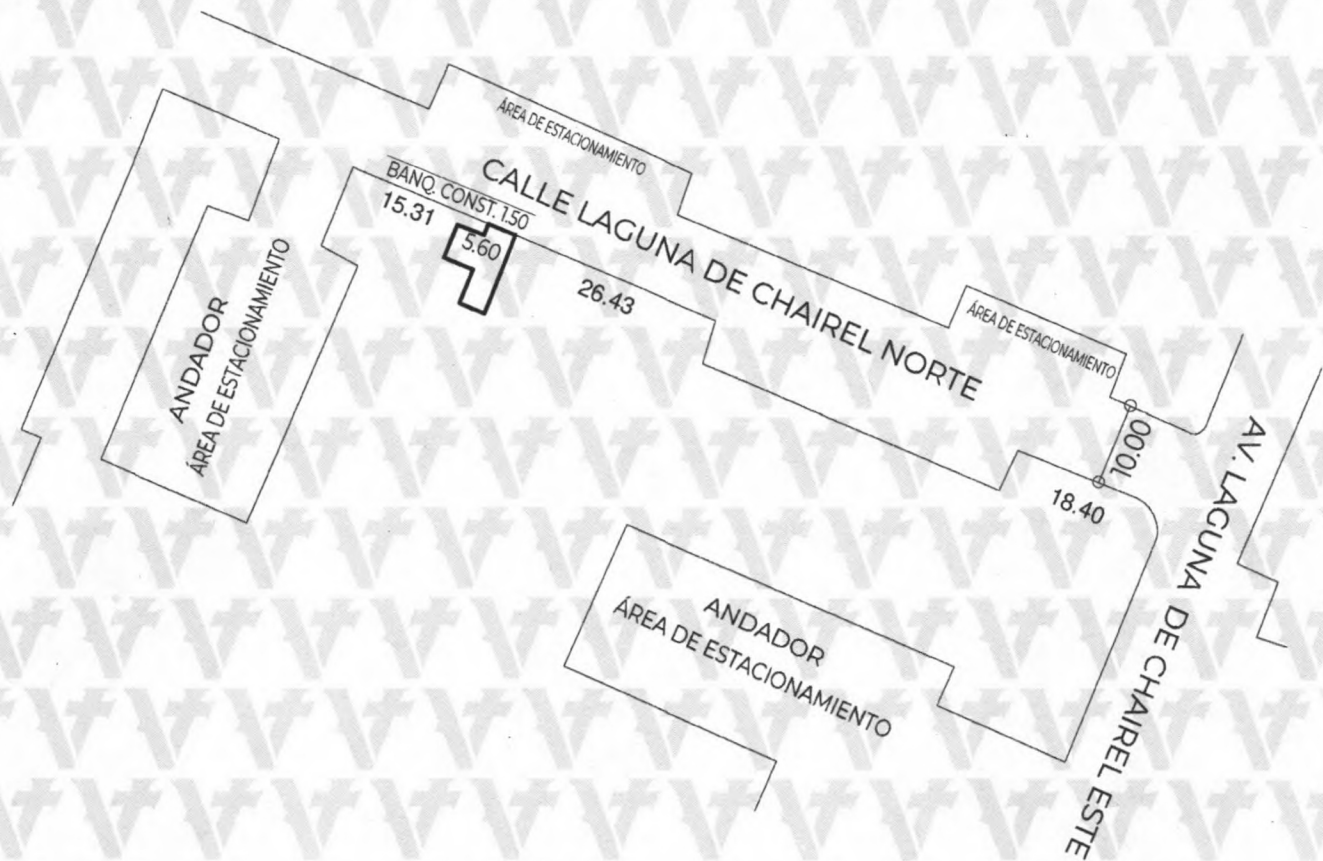 ÁREA DE ESTACIONAMIENTO
CALLE LAGUNA DE CHAIREL NORTE
BANQ. CONST. 1.50
15.31
5.60
26.43
ÁREA DE ESTACIONAMIENTO
ANDADOR
ÁREA DE ESTACIONAMIENTO
10.00
18.40
AV. LAGUNA DE CHAIREL ESTE
ANDADOR
ÁREA DE ESTACIONAMIENTO